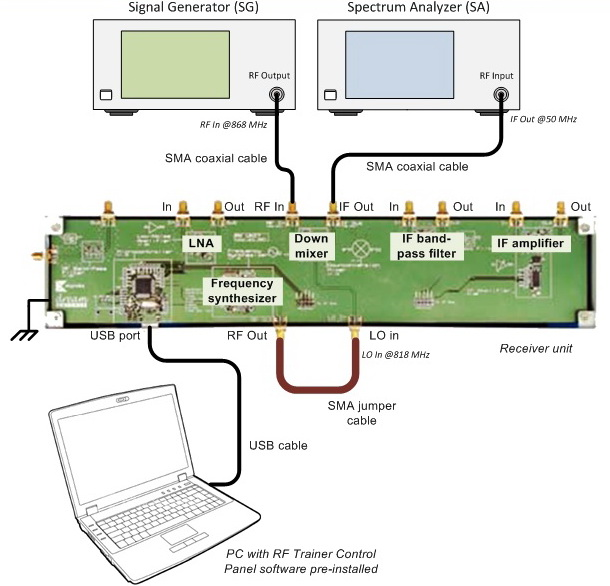 Signal Generator (SG)
Spectrum Analyzer (SA)
RF Output
RF Input
RF In @868 MHz
IF Out @50 MHz
SMA coaxial cable
SMA coaxial cable
In
Out
RF In
IF Out
In
Out
In
Out
LNA
Down
mixer
IF band-
pass filter
IF amplifier
Frequency
synthesizer
USB port
RF Out
LO in
LO In @818 MHz
Receiver unit
SMA jumper
cable
USB cable
PC with RF Trainer Control
Panel software pre-installed